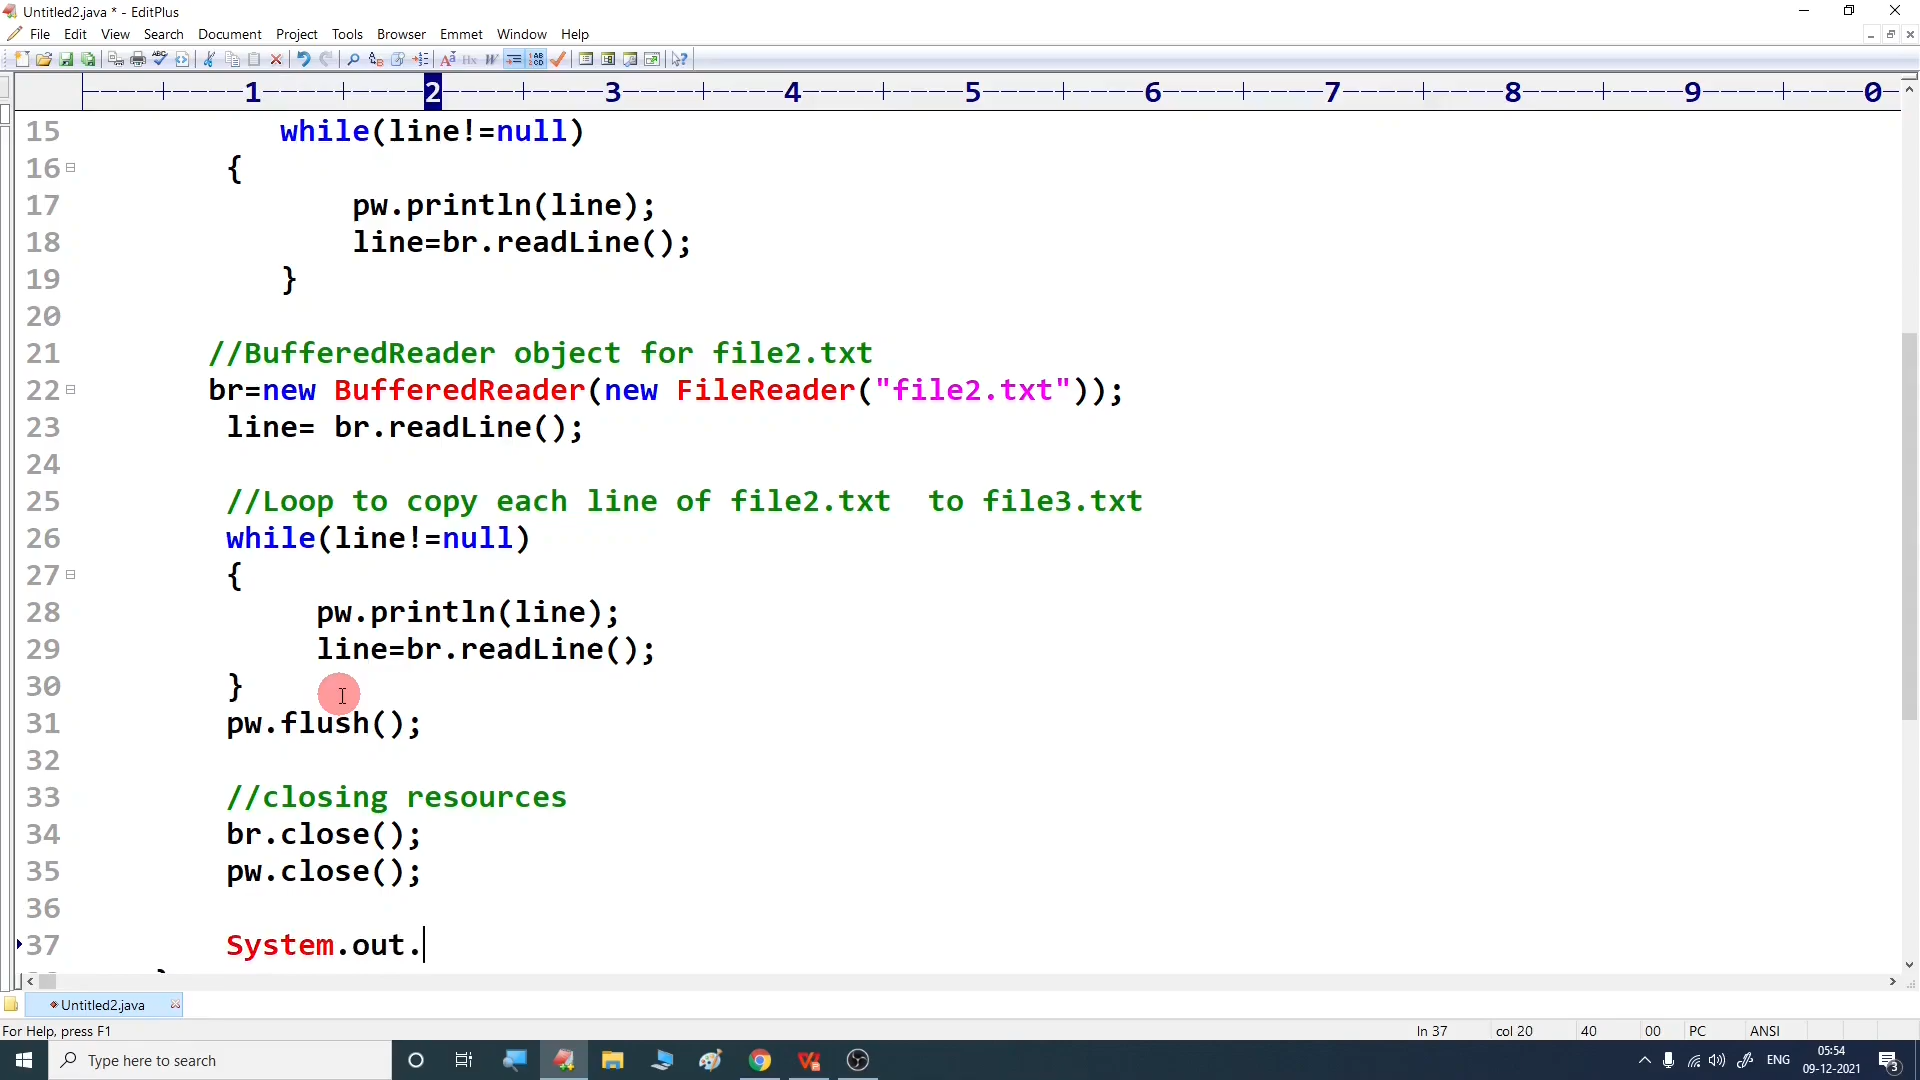 Untitled2.java * - EditPlus
File Edit View Search Document Project Tools Browser Emmet Window Help
1 2 3 4 5 6 7 8 9 0
15 while(line!=null)
16 {
17 pw.println(line);
18 line=br.readLine();
19 }
20
21 //BufferedReader object for file2.txt
22 br=new BufferedReader(new FileReader("file2.txt"));
23 line= br.readLine();
24
25 //Loop to copy each line of file2.txt  to file3.txt
26 while(line!=null)
27 {
28 pw.println(line);
29 line=br.readLine();
30 }
31 pw.flush();
32
33 //closing resources
34 br.close();
35 pw.close();
36
37 System.out.
Untitled2.java
For Help, press F1 ln 37 col 20 40 00 PC ANSI
Type here to search ENG 05:54
09-12-2021 3